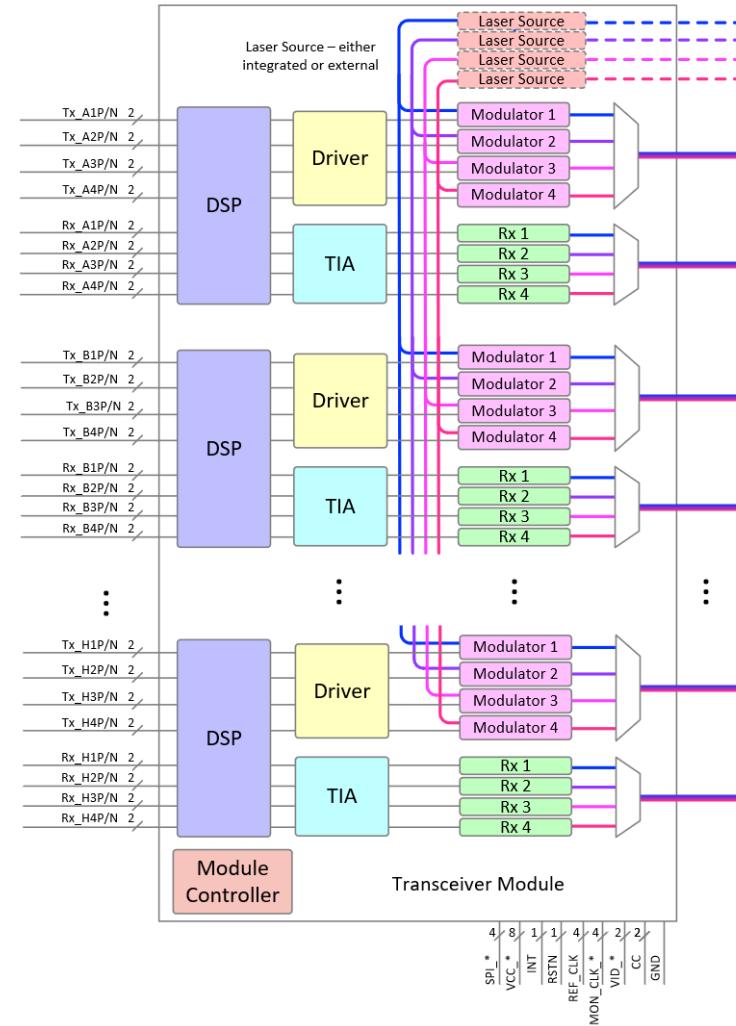 Laser Source
Laser Source
Laser Source
Laser Source
Laser Source – either
integrated or external
Tx_A1P/N 2
Tx_A2P/N 2
Tx_A3P/N 2
Tx_A4P/N 2
DSP
Driver
Modulator 1
Modulator 2
Modulator 3
Modulator 4
Rx_A1P/N 2
Rx_A2P/N 2
Rx_A3P/N 2
Rx_A4P/N 2
TIA
Rx 1
Rx 2
Rx 3
Rx 4
Tx_B1P/N 2
Tx_B2P/N 2
Tx_B3P/N 2
Tx_B4P/N 2
DSP
Driver
Modulator 1
Modulator 2
Modulator 3
Modulator 4
Rx_B1P/N 2
Rx_B2P/N 2
Rx_B3P/N 2
Rx_B4P/N 2
TIA
Rx 1
Rx 2
Rx 3
Rx 4
Tx_H1P/N 2
Tx_H2P/N 2
Tx_H3P/N 2
Tx_H4P/N 2
DSP
Driver
Modulator 1
Modulator 2
Modulator 3
Modulator 4
Rx_H1P/N 2
Rx_H2P/N 2
Rx_H3P/N 2
Rx_H4P/N 2
TIA
Rx 1
Rx 2
Rx 3
Rx 4
Module
Controller
Transceiver Module
4 8 1 1 4 4 2 2
SPI_*
VCC_*
INT
RSTN
REF_CLK
MON_CLK_*
VID_*
CC
GND